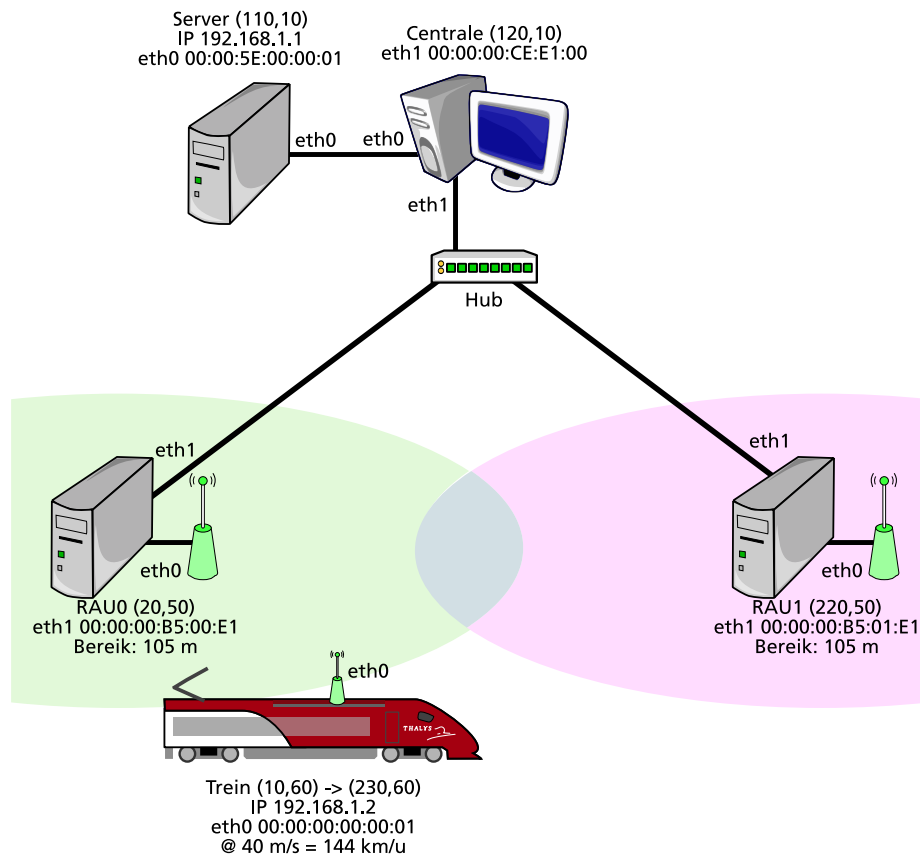 Server (110,10)
IP 192.168.1.1
eth0 00:00:5E:00:00:01
Centrale (120,10)
eth1 00:00:00:CE:E1:00
eth0
eth0
eth1
Hub
eth1
eth1
eth0
eth0
RAU0 (20,50)
eth1 00:00:00:B5:00:E1
Bereik: 105 m
RAU1 (220,50)
eth1 00:00:00:B5:01:E1
Bereik: 105 m
eth0
THALYS
Trein (10,60) -> (230,60)
IP 192.168.1.2
eth0 00:00:00:00:00:01
@ 40 m/s = 144 km/u